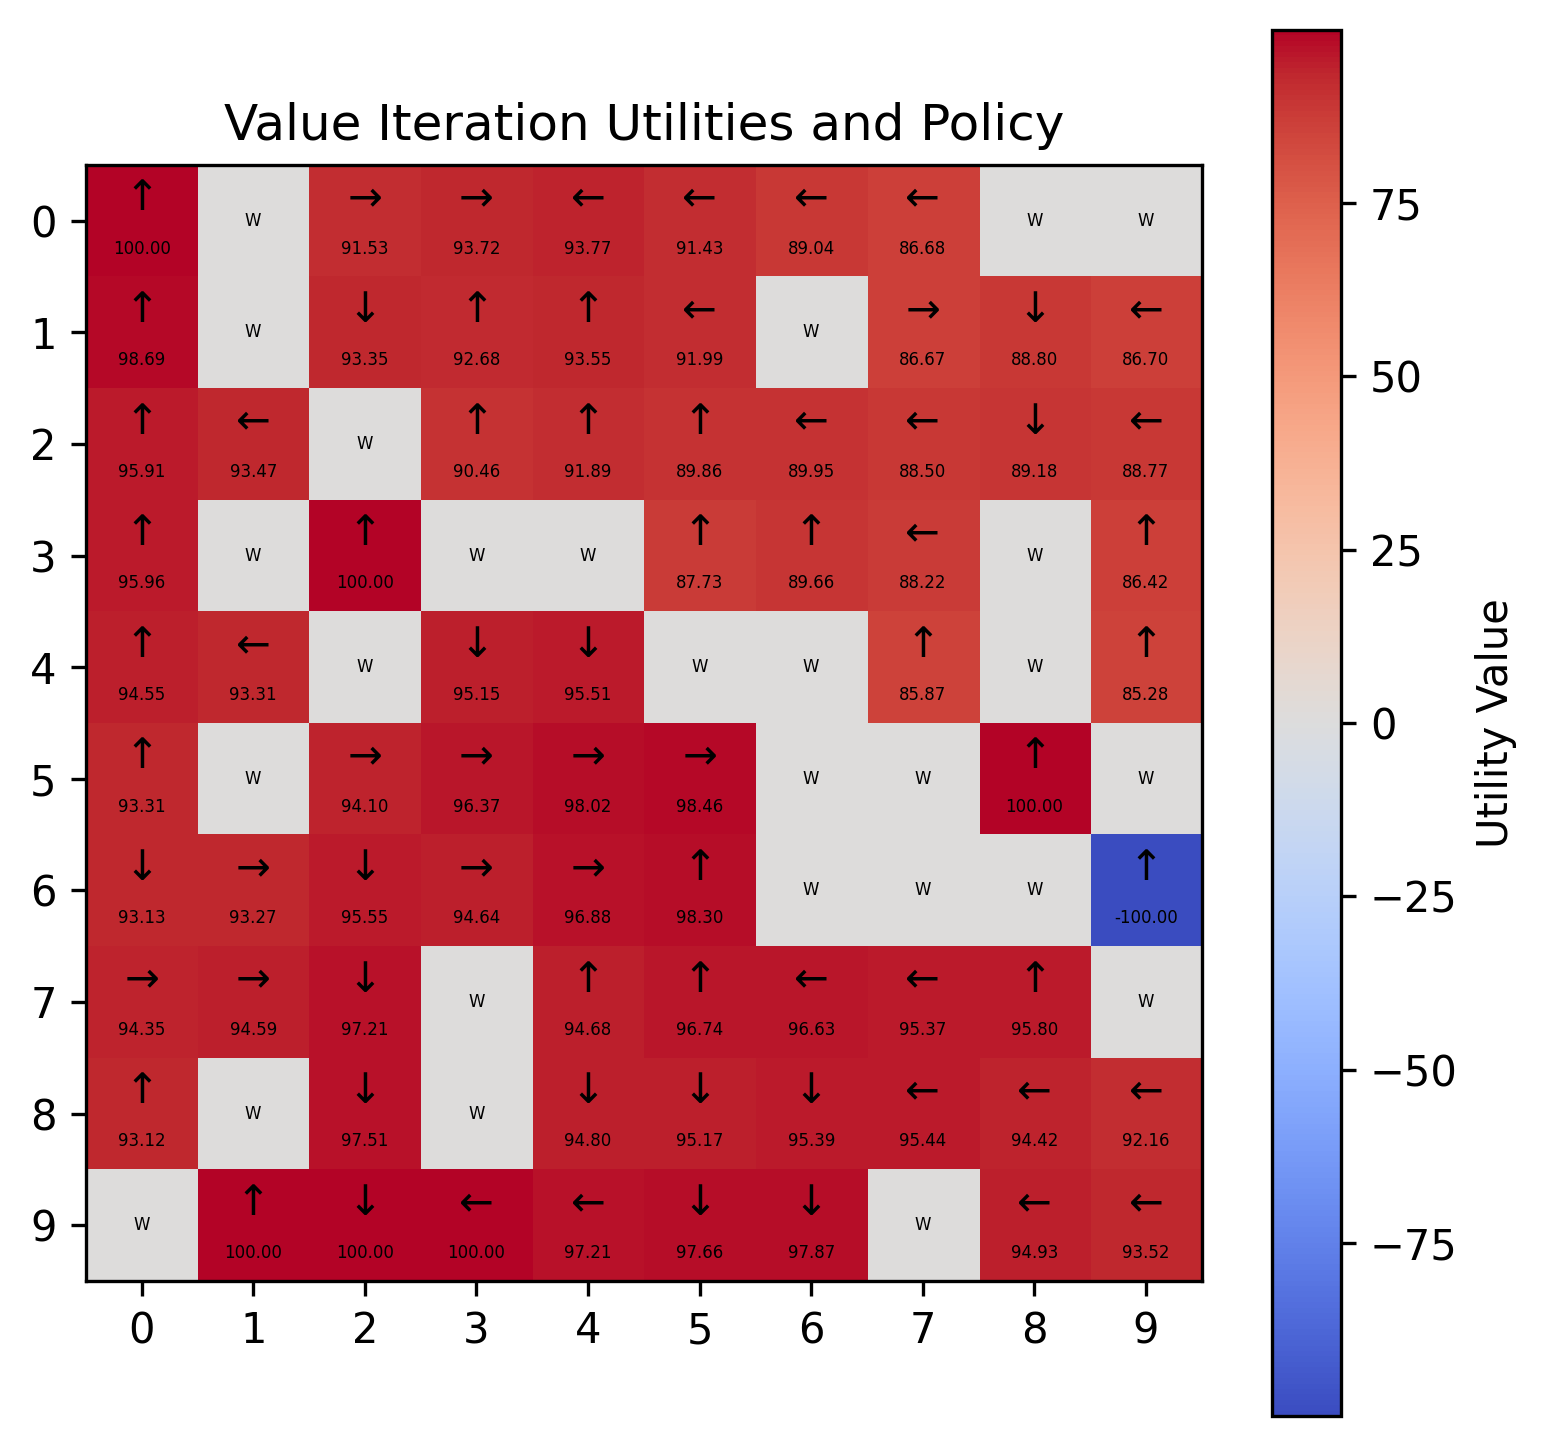 Value Iteration Utilities and Policy
0 ↑ W → → ← ← ← ← W W
100.00 91.53 93.72 93.77 91.43 89.04 86.68
1 ↑ W ↓ ↑ ↑ ← W → ↓ ←
98.69 93.35 92.68 93.55 91.99 86.67 88.80 86.70
2 ↑ ← W ↑ ↑ ↑ ← ← ↓ ←
95.91 93.47 90.46 91.89 89.86 89.95 88.50 89.18 88.77
3 ↑ W ↑ W W ↑ ↑ ← W ↑
95.96 100.00 87.73 89.66 88.22 86.42
4 ↑ ← W ↓ ↓ W W ↑ W ↑
94.55 93.31 95.15 95.51 85.87 85.28
5 ↑ W → → → → W W ↑ W
93.31 94.10 96.37 98.02 98.46 100.00
6 ↓ → ↓ → → ↑ W W W ↑
93.13 93.27 95.55 94.64 96.88 98.30 -100.00
7 → → ↓ W ↑ ↑ ← ← ↑ W
94.35 94.59 97.21 94.68 96.74 96.63 95.37 95.80
8 ↑ W ↓ W ↓ ↓ ↓ ← ← ←
93.12 97.51 94.80 95.17 95.39 95.44 94.42 92.16
9 W ↑ ↓ ← ← ↓ ↓ W ← ←
100.00 100.00 100.00 97.21 97.66 97.87 94.93 93.52
0 1 2 3 4 5 6 7 8 9
75
50
25
0
−25
−50
−75
Utility Value